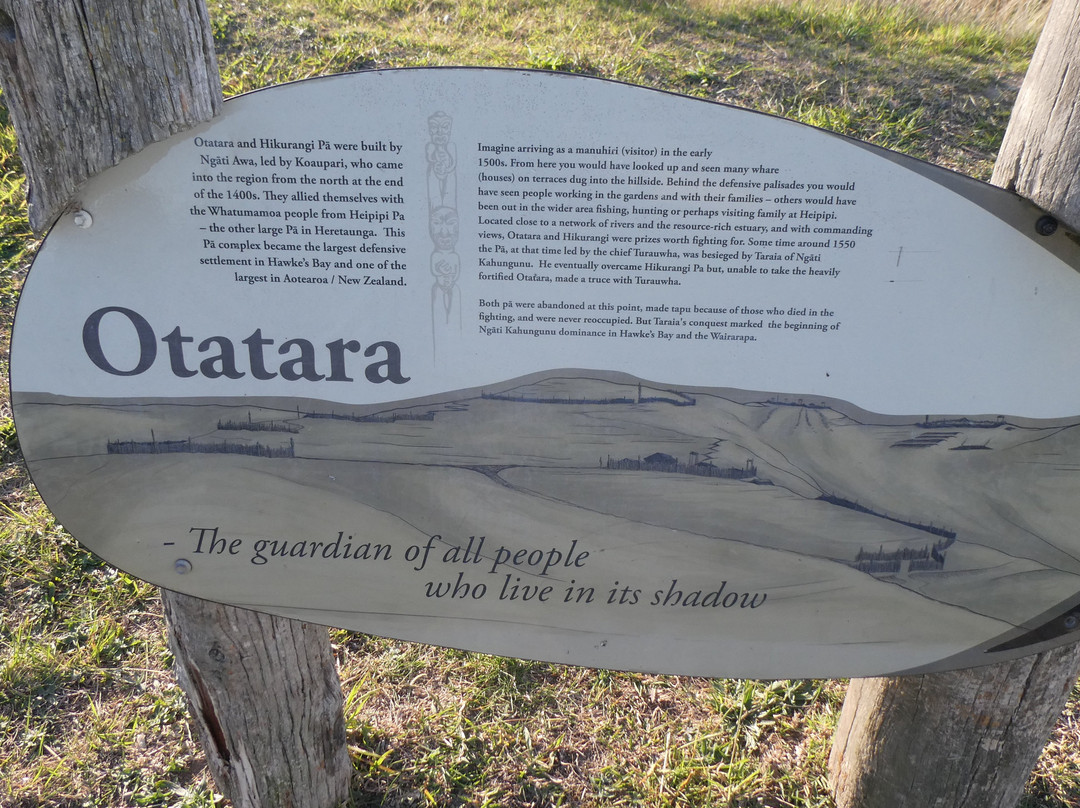 Otatara and Hikurangi Pā were built by
Ngāti Awa, led by Koaupari, who came
into the region from the north at the end
of the 1400s. They allied themselves with
the Whatumamoa people from Heipipi Pa
– the other large Pā in Heretaunga. This
Pā complex became the largest defensive
settlement in Hawke's Bay and one of the
largest in Aotearoa / New Zealand.
Otatara
Imagine arriving as a manuhiri (visitor) in the early
1500s. From here you would have looked up and seen many whare
(houses) on terraces dug into the hillside. Behind the defensive palisades you would
have seen people working in the gardens and with their families – others would have
been out in the wider area fishing, hunting or perhaps visiting family at Heipipi.
Located close to a network of rivers and the resource-rich estuary, and with commanding
views, Otatara and Hikurangi were prizes worth fighting for. Some time around 1550
the Pā, at that time led by the chief Turauwha, was besieged by Taraia of Ngāti
Kahungunu. He eventually overcame Hikurangi Pa but, unable to take the heavily
fortified Otatara, made a truce with Turauwha.
Both pā were abandoned at this point, made tapu because of those who died in the
fighting, and were never reoccupied. But Taraia's conquest marked the beginning of
Ngāti Kahungunu dominance in Hawke's Bay and the Wairarapa.
- The guardian of all people
who live in its shadow